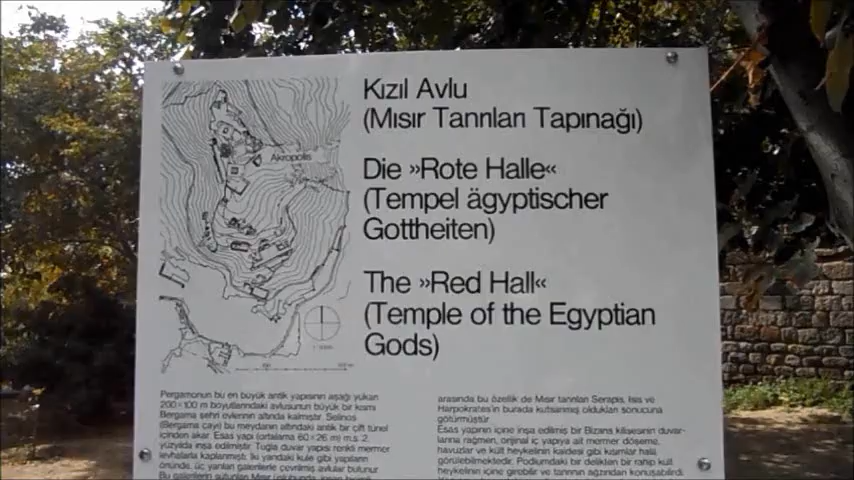 Kızıl Avlu
(Mısır Tanrıları Tapınağı)
Die »Rote Halle«
(Tempel ägyptischer
Gottheiten)
The »Red Hall«
(Temple of the Egyptian
Gods)
Akropolis
Pergamonun bu en büyük antik yapısının aşağı yukarı
200×100 m boyutlarındaki avlusunun büyük bir kısmı
Bergama şehri evlerinin altında kalmıştır. Selinos
(Bergama çayı) bu meydanın altındaki antik bir çift tünel
içinden akar. Esas yapı (ortalama 60×26 m) m.s. 2.
yüzyılda inşa edilmiştir. Tuğla duvar yapısı renkli mermer
levhalarla kaplanmıştı. İki yandaki kule gibi yapıların
önünde, üç yanları galerilerle çevrilmiş avlular bulunur
arasında bu özellik de Mısır tanrıları Serapis, Isis ve
Harpokrates'in burada kutsanmış oldukları sonucunu
götürmüştür.
Esas yapının içine inşa edilmiş bir Bizans kilisesinin duvar-
larına rağmen, orijinal iç yapıya ait mermer döşeme,
havuzlar ve kült heykelinin kaidesi gibi kısımlar halâ
görülebilmektedir. Podiumdaki bir delikten bir rahip kült
heykelinin içine girebilir ve tanrının ağzından konuşabilirdi.